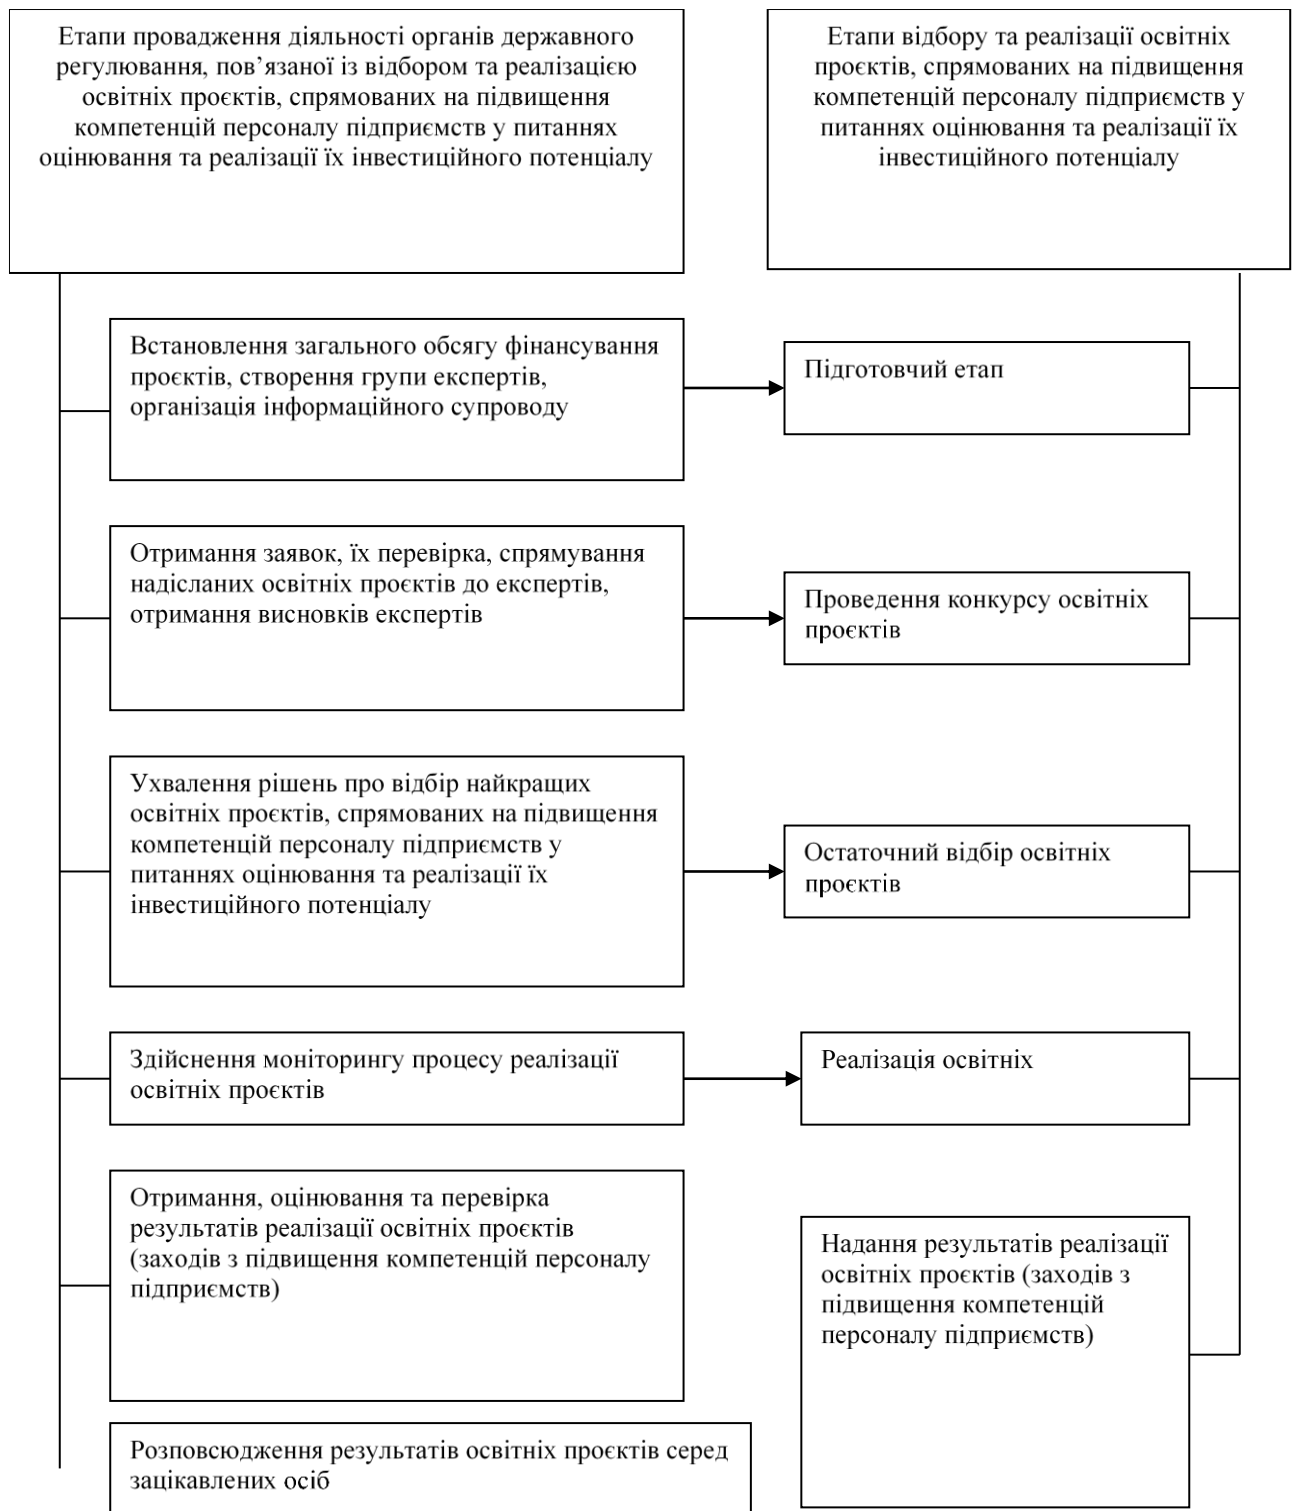 Етапи провадження діяльності органів державного
регулювання, пов’язаної із відбором та реалізацією
освітніх проєктів, спрямованих на підвищення
компетенцій персоналу підприємств у питаннях
оцінювання та реалізації їх інвестиційного потенціалу
Етапи відбору та реалізації освітніх
проєктів, спрямованих на підвищення
компетенцій персоналу підприємств у
питаннях оцінювання та реалізації їх
інвестиційного потенціалу
Встановлення загального обсягу фінансування
проєктів, створення групи експертів,
організація інформаційного супроводу
Підготовчий етап
Отримання заявок, їх перевірка, спрямування
надісланих освітніх проєктів до експертів,
отримання висновків експертів
Проведення конкурсу освітніх
проєктів
Ухвалення рішень про відбір найкращих
освітніх проєктів, спрямованих на підвищення
компетенцій персоналу підприємств у
питаннях оцінювання та реалізації їх
інвестиційного потенціалу
Остаточний відбір освітніх
проєктів
Здійснення моніторингу процесу реалізації
освітніх проєктів
Реалізація освітніх
Отримання, оцінювання та перевірка
результатів реалізації освітніх проєктів
(заходів з підвищення компетенцій персоналу
підприємств)
Надання результатів реалізації
освітніх проєктів (заходів з
підвищення компетенцій
персоналу підприємств)
Розповсюдження результатів освітніх проєктів серед
зацікавлених осіб